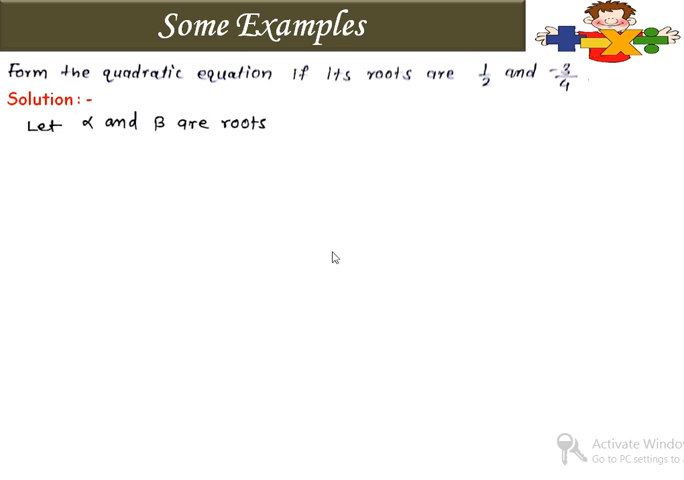 Some Examples
Form the quadratic equation if its roots are 1/2 and -3/4.
Solution : -
Let α and β are roots
Activate Window
Go to PC settings to a